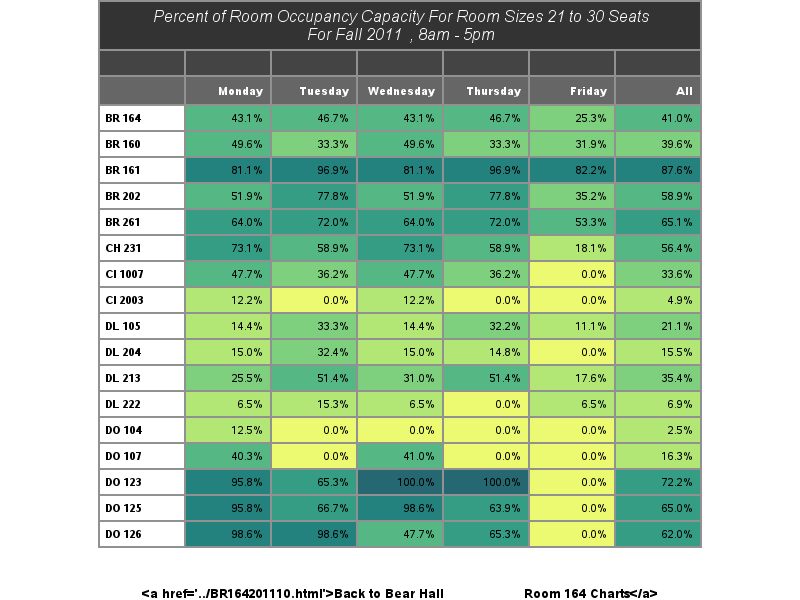 Percent of Room Occupancy Capacity For Room Sizes 21 to 30 Seats
For Fall 2011 , 8am - 5pm
Monday Tuesday Wednesday Thursday Friday All
BR 164 43.1% 46.7% 43.1% 46.7% 25.3% 41.0%
BR 160 49.6% 33.3% 49.6% 33.3% 31.9% 39.6%
BR 161 81.1% 96.9% 81.1% 96.9% 82.2% 87.6%
BR 202 51.9% 77.8% 51.9% 77.8% 35.2% 58.9%
BR 261 64.0% 72.0% 64.0% 72.0% 53.3% 65.1%
CH 231 73.1% 58.9% 73.1% 58.9% 18.1% 56.4%
CI 1007 47.7% 36.2% 47.7% 36.2% 0.0% 33.6%
CI 2003 12.2% 0.0% 12.2% 0.0% 0.0% 4.9%
DL 105 14.4% 33.3% 14.4% 32.2% 11.1% 21.1%
DL 204 15.0% 32.4% 15.0% 14.8% 0.0% 15.5%
DL 213 25.5% 51.4% 31.0% 51.4% 17.6% 35.4%
DL 222 6.5% 15.3% 6.5% 0.0% 6.5% 6.9%
DO 104 12.5% 0.0% 0.0% 0.0% 0.0% 2.5%
DO 107 40.3% 0.0% 41.0% 0.0% 0.0% 16.3%
DO 123 95.8% 65.3% 100.0% 100.0% 0.0% 72.2%
DO 125 95.8% 66.7% 98.6% 63.9% 0.0% 65.0%
DO 126 98.6% 98.6% 47.7% 65.3% 0.0% 62.0%
<a href='../BR164201110.html'>Back to Bear Hall Room 164 Charts</a>